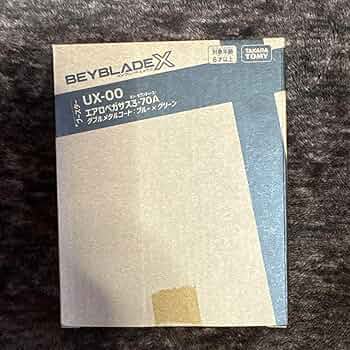 BEYBLADE X
対象年齢
6才以上
TAKARA
TOMY
ブースター
UX-00
エアロペガサス3-70A
ダブルメタルコート:ブルー×グリーン